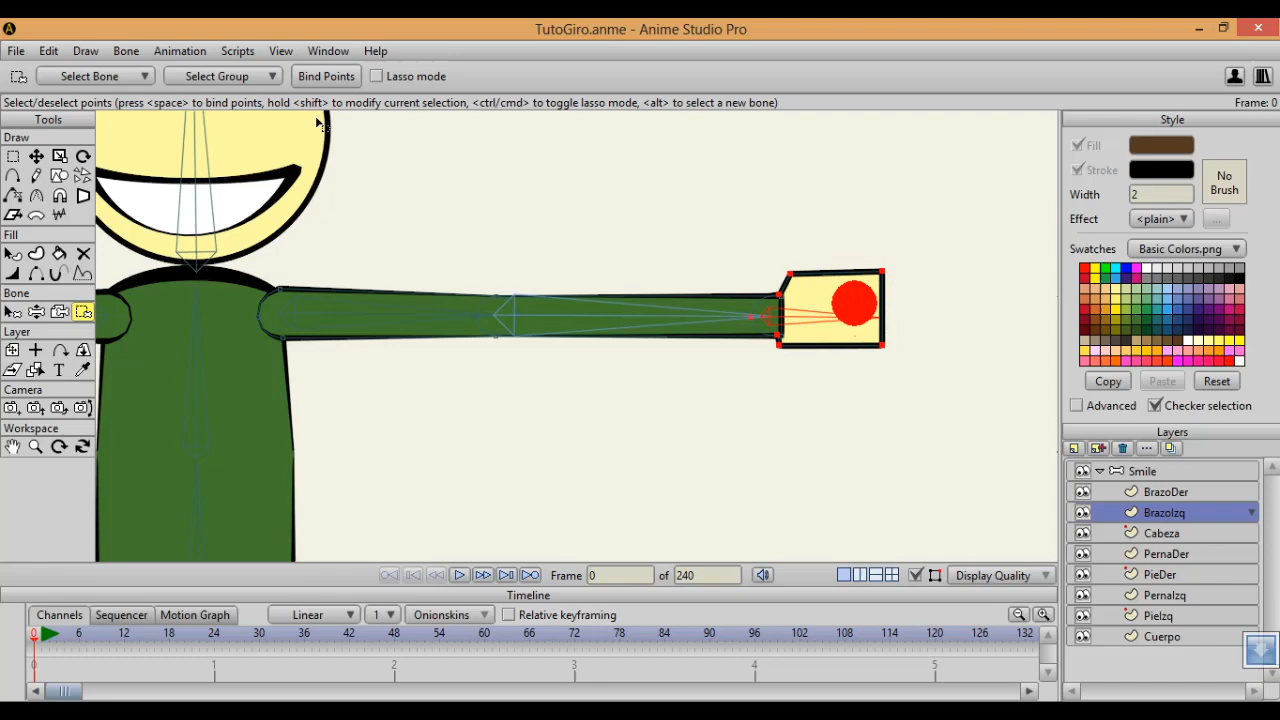 TutoGiro.anme - Anime Studio Pro
File Edit Draw Bone Animation Scripts View Window Help
Select Bone Select Group Bind Points Lasso mode
Select/deselect points (press <space> to bind points, hold <shift> to modify current selection, <ctrl/cmd> to toggle lasso mode, <alt> to select a new bone) Frame: 0
Tools
Draw
Fill
Bone
Layer
Camera
Workspace
Style
Fill
Stroke
No
Brush
Width 2
Effect <plain> ...
Swatches Basic Colors.png
Copy Paste Reset
Advanced Checker selection
Layers
Smile
BrazoDer
BrazoIzq
Cabeza
PernaDer
PieDer
PernaIzq
PieIzq
Cuerpo
Frame 0 of 240 Display Quality
Timeline
Channels Sequencer Motion Graph Linear 1 Onionskins Relative keyframing
0 6 12 18 24 30 36 42 48 54 60 66 72 78 84 90 96 102 108 114 120 126 132
0 1 2 3 4 5